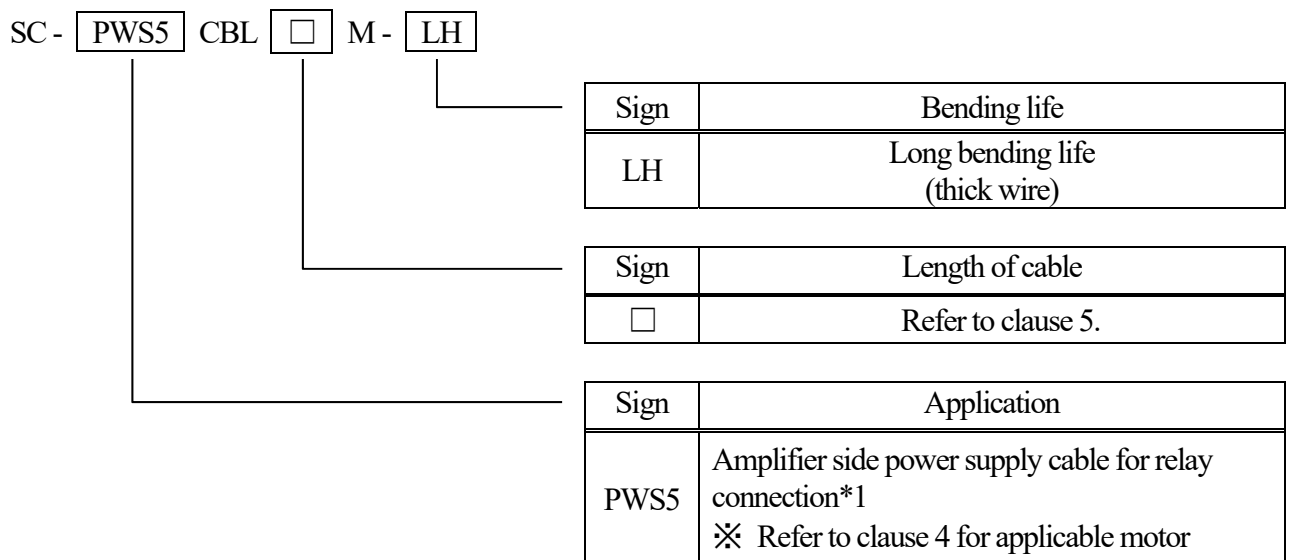 SC - PWS5 CBL □ M - LH
Sign Bending life
LH Long bending life
(thick wire)
Sign Length of cable
□ Refer to clause 5.
Sign Application
PWS5 Amplifier side power supply cable for relay
connection*1
※ Refer to clause 4 for applicable motor